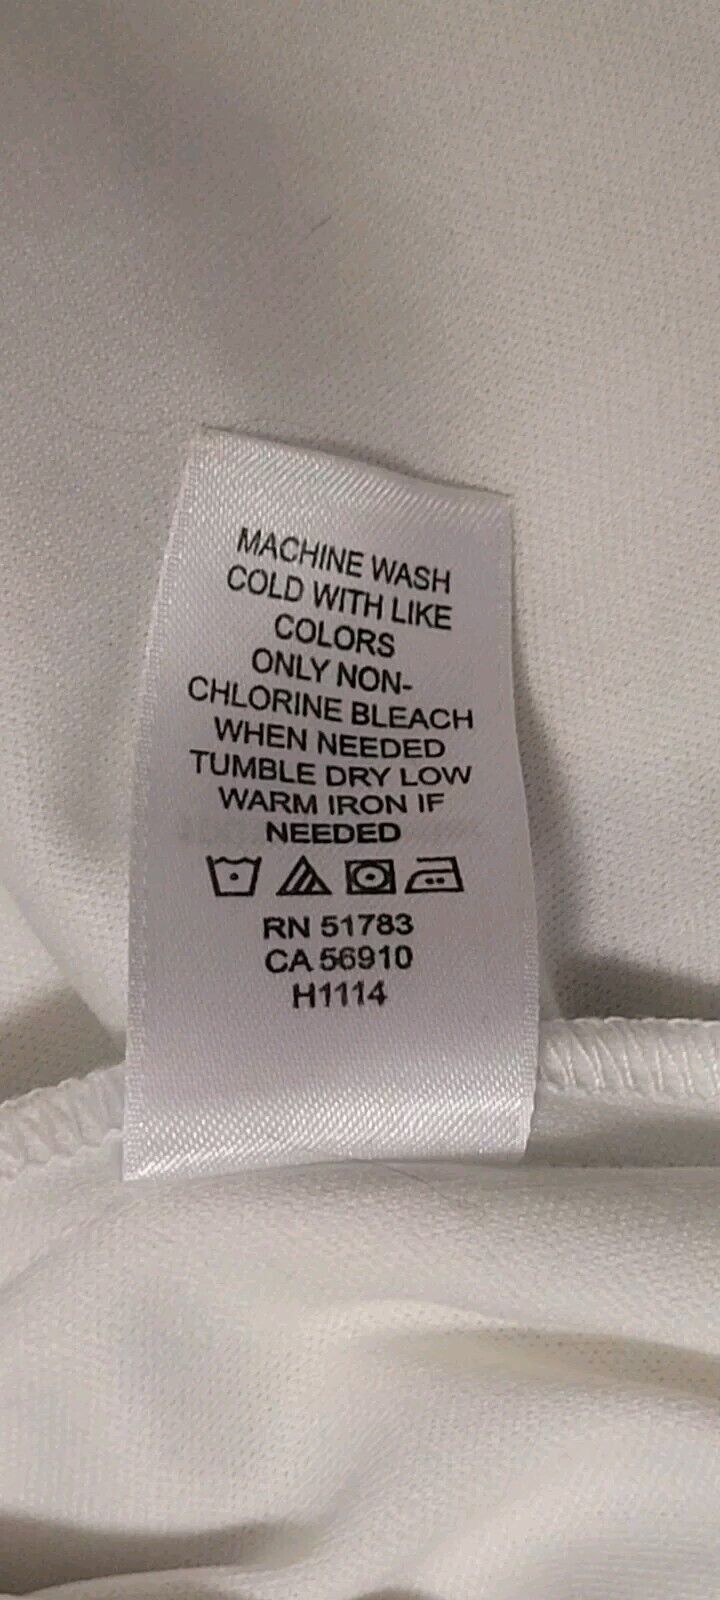 MACHINE WASH
COLD WITH LIKE
COLORS
ONLY NON-
CHLORINE BLEACH
WHEN NEEDED
TUMBLE DRY LOW
WARM IRON IF
NEEDED
RN 51783
CA 56910
H1114